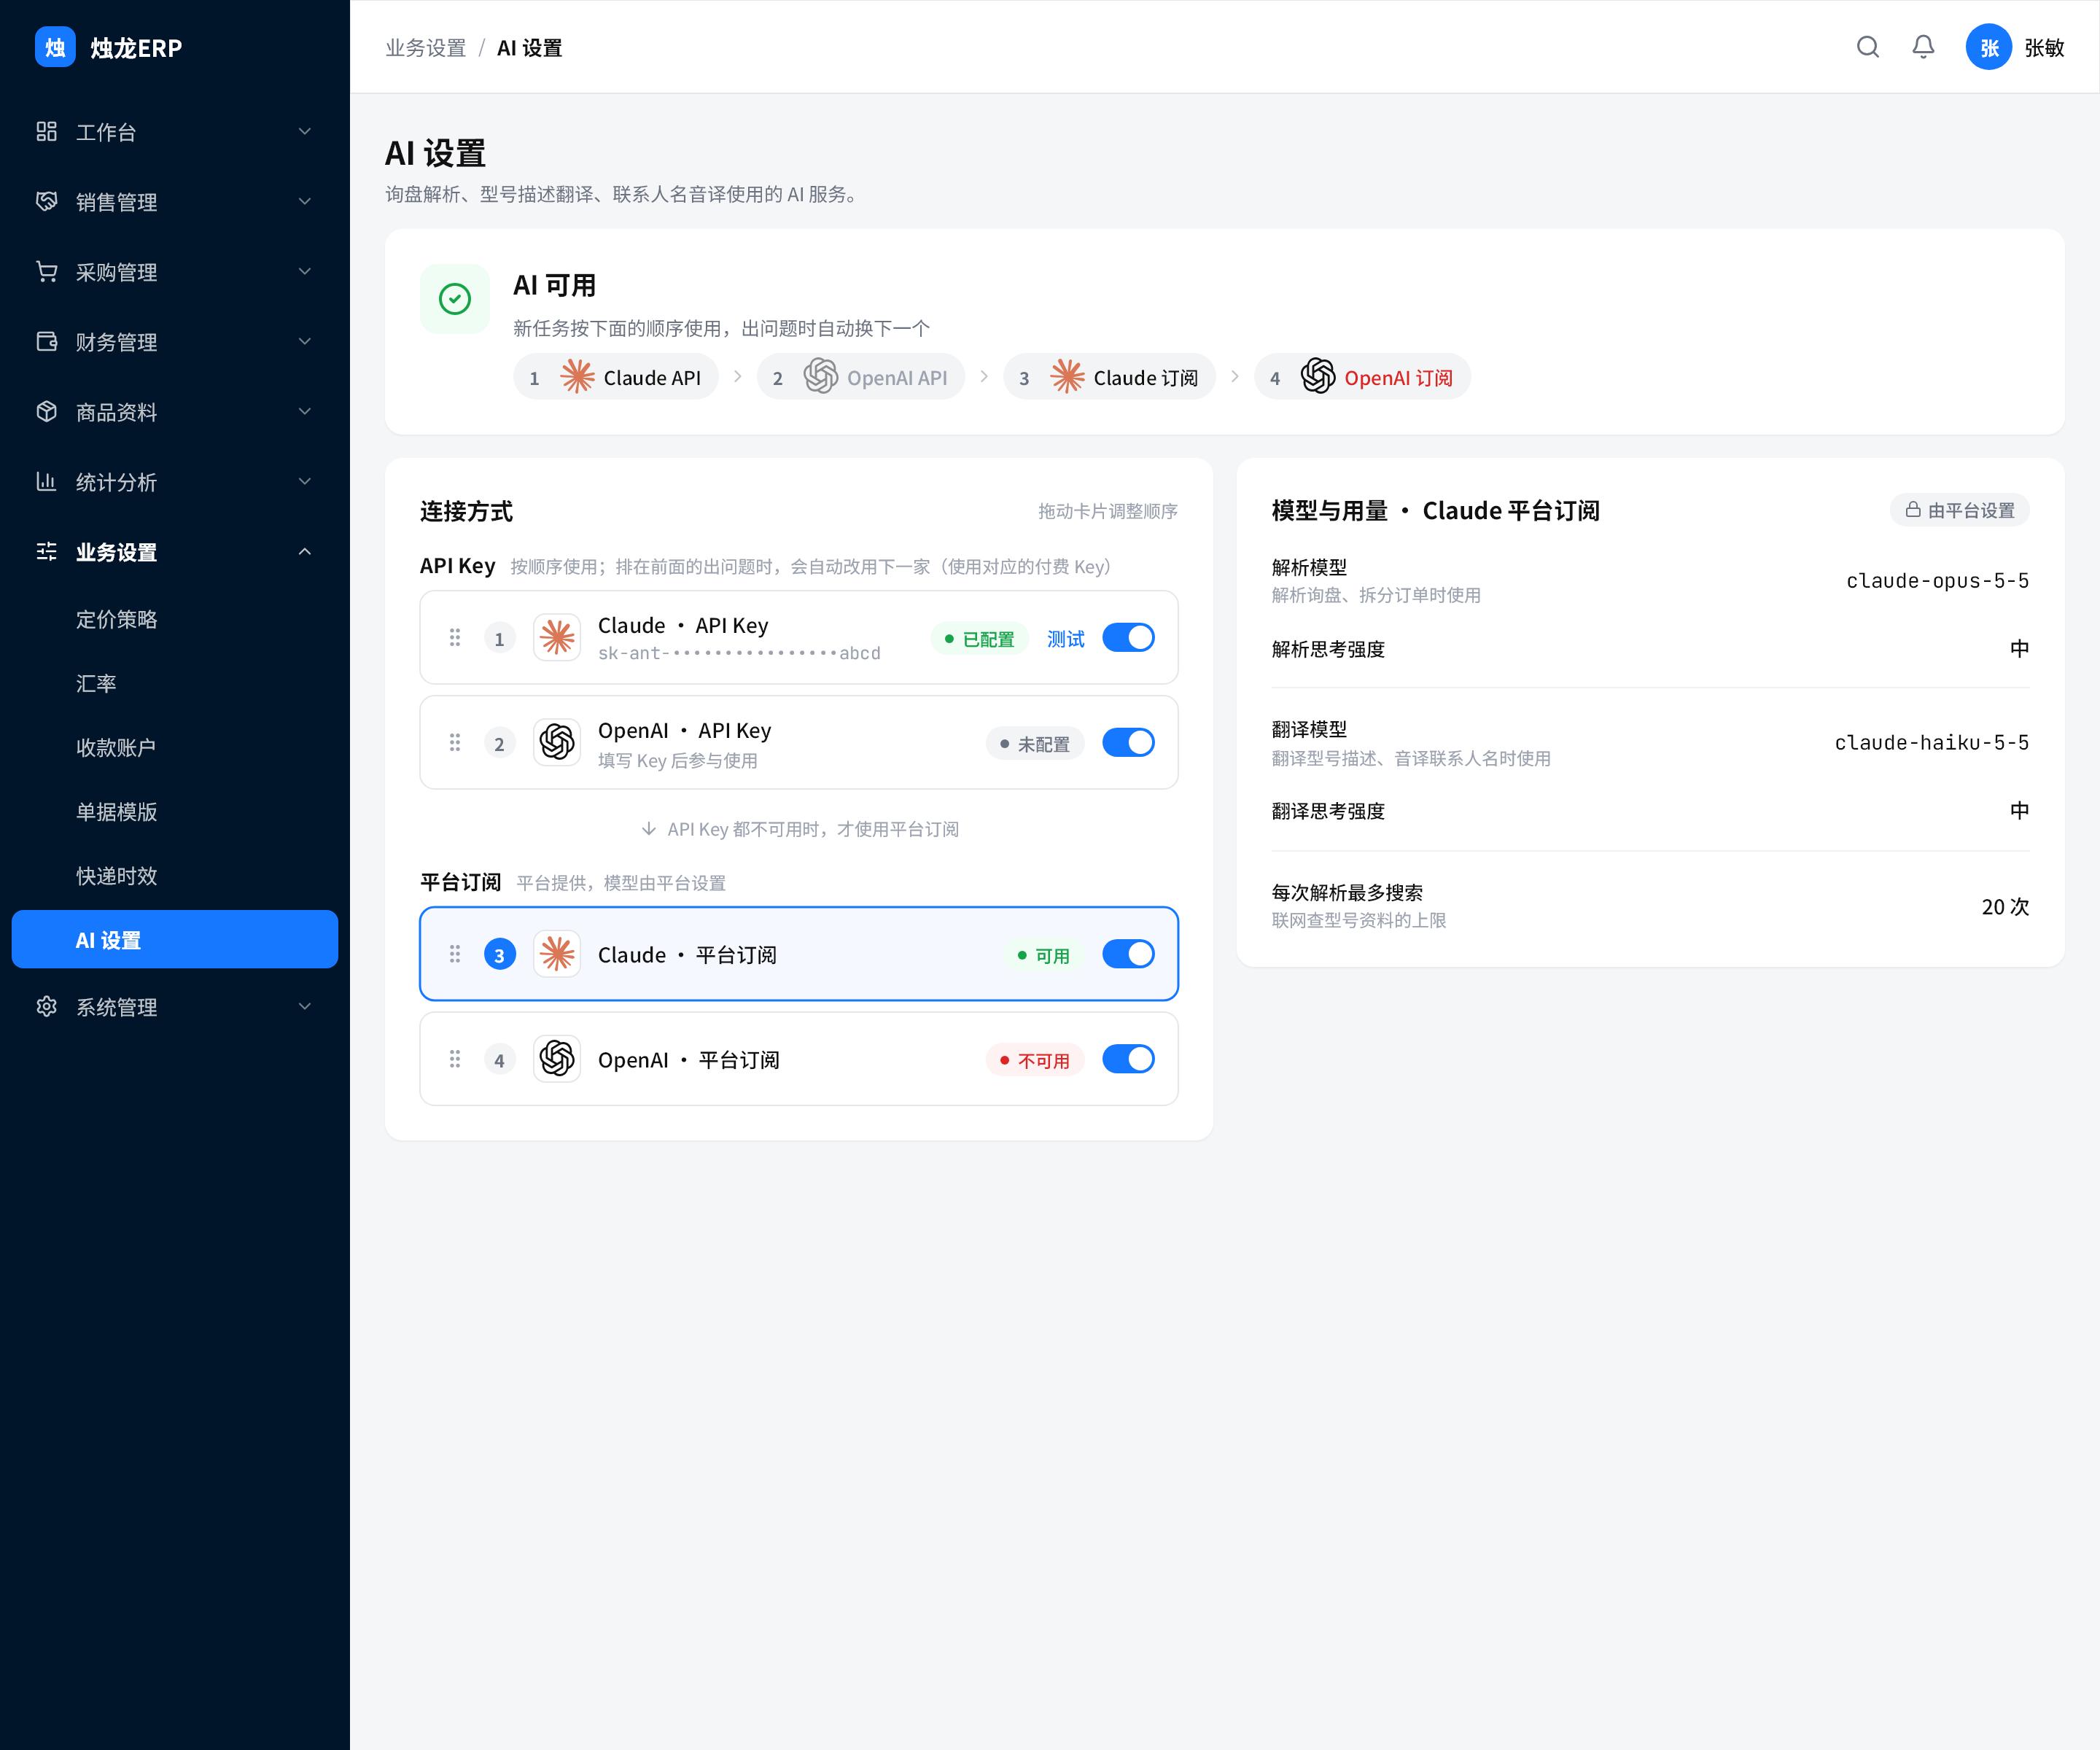 烛 烛龙ERP
工作台
销售管理
采购管理
财务管理
商品资料
统计分析
业务设置
定价策略
汇率
收款账户
单据模版
快递时效
AI 设置
系统管理
业务设置 / AI 设置
张 张敏
AI 设置
询盘解析、型号描述翻译、联系人名音译使用的 AI 服务。
AI 可用
新任务按下面的顺序使用，出问题时自动换下一个
1 Claude API > 2 OpenAI API > 3 Claude 订阅 > 4 OpenAI 订阅
连接方式 拖动卡片调整顺序
API Key 按顺序使用；排在前面的出问题时，会自动改用下一家（使用对应的付费 Key）
1 Claude · API Key 已配置 测试
sk-ant-•••••••••••••••abcd
2 OpenAI · API Key 未配置
填写 Key 后参与使用
↓ API Key 都不可用时，才使用平台订阅
平台订阅 平台提供，模型由平台设置
3 Claude · 平台订阅 可用
4 OpenAI · 平台订阅 不可用
模型与用量 · Claude 平台订阅 由平台设置
解析模型 claude-opus-5-5
解析询盘、拆分订单时使用
解析思考强度 中
翻译模型 claude-haiku-5-5
翻译型号描述、音译联系人名时使用
翻译思考强度 中
每次解析最多搜索 20 次
联网查型号资料的上限